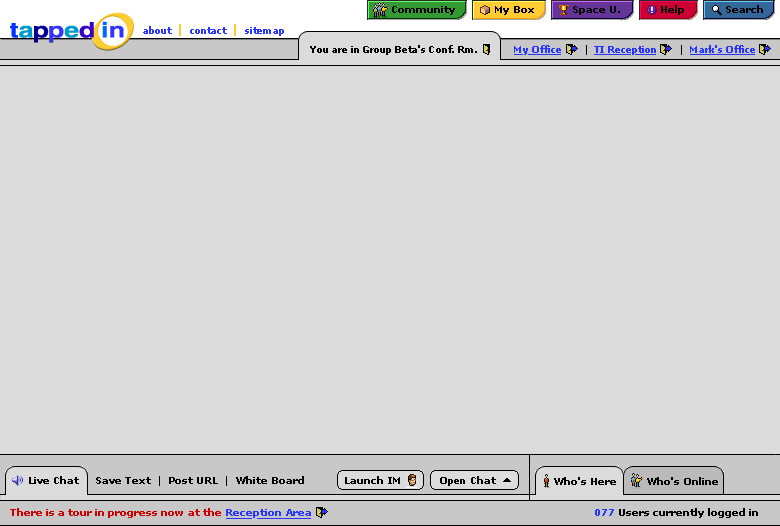 Community My Box Space U. Help Search
tappedin about | contact | sitemap
You are in Group Beta's Conf. Rm. My Office | TI Reception | Mark's Office
Live Chat Save Text | Post URL | White Board Launch IM Open Chat Who's Here Who's Online
There is a tour in progress now at the Reception Area 077 Users currently logged in